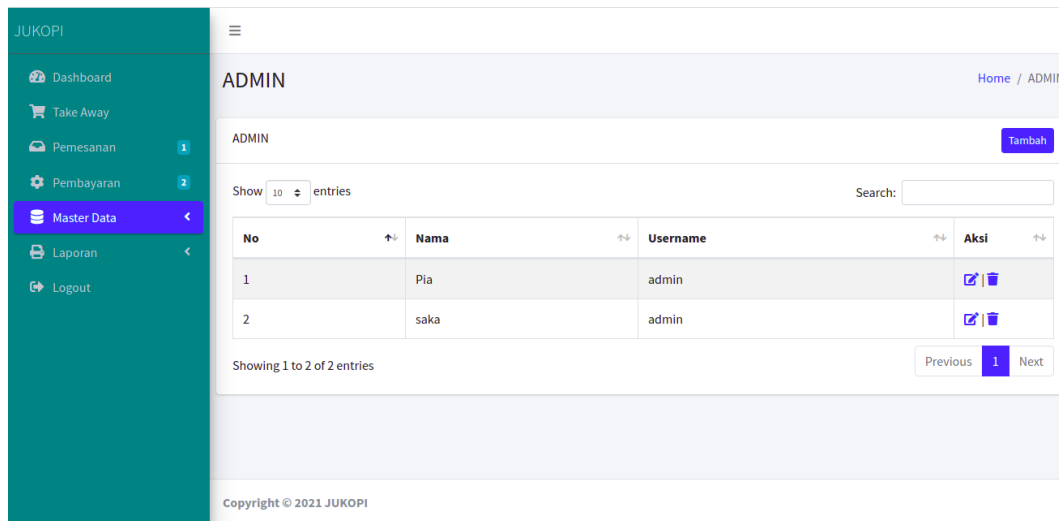 JUKOPI
Dashboard
Take Away
Pemesanan 1
Pembayaran 2
Master Data
Laporan
Logout
ADMIN
Home / ADMIN
ADMIN
Tambah
Show 10 entries
Search:
No Nama Username Aksi
1 Pia admin |
2 saka admin |
Showing 1 to 2 of 2 entries
Previous 1 Next
Copyright © 2021 JUKOPI